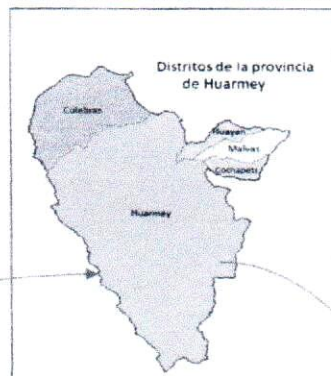 Distritos de la provincia
de Huarmey
Culebras
Huayan
Malvas
Cochapeti
Huarmey